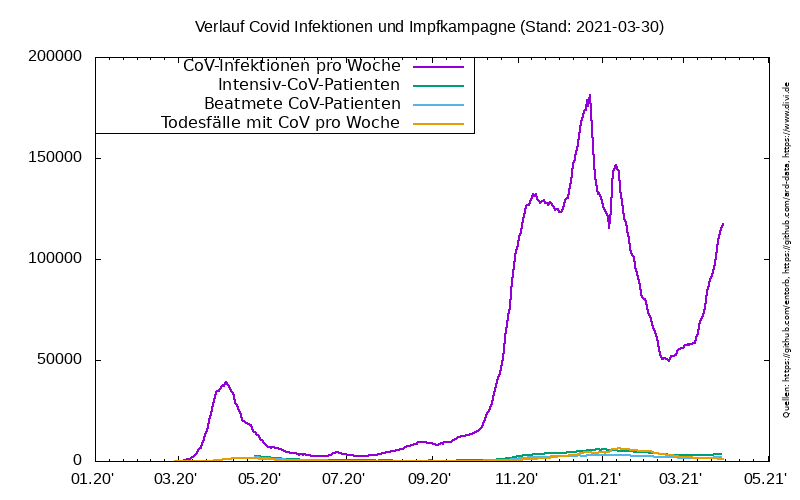 Verlauf Covid Infektionen und Impfkampagne (Stand: 2021-03-30)
CoV-Infektionen pro Woche
Intensiv-CoV-Patienten
Beatmete CoV-Patienten
Todesfälle mit CoV pro Woche
200000
150000
100000
50000
0
01.20' 03.20' 05.20' 07.20' 09.20' 11.20' 01.21' 03.21' 05.21'
Quellen: https://github.com/entorb, https://github.com/ard-data, https://www.divi.de